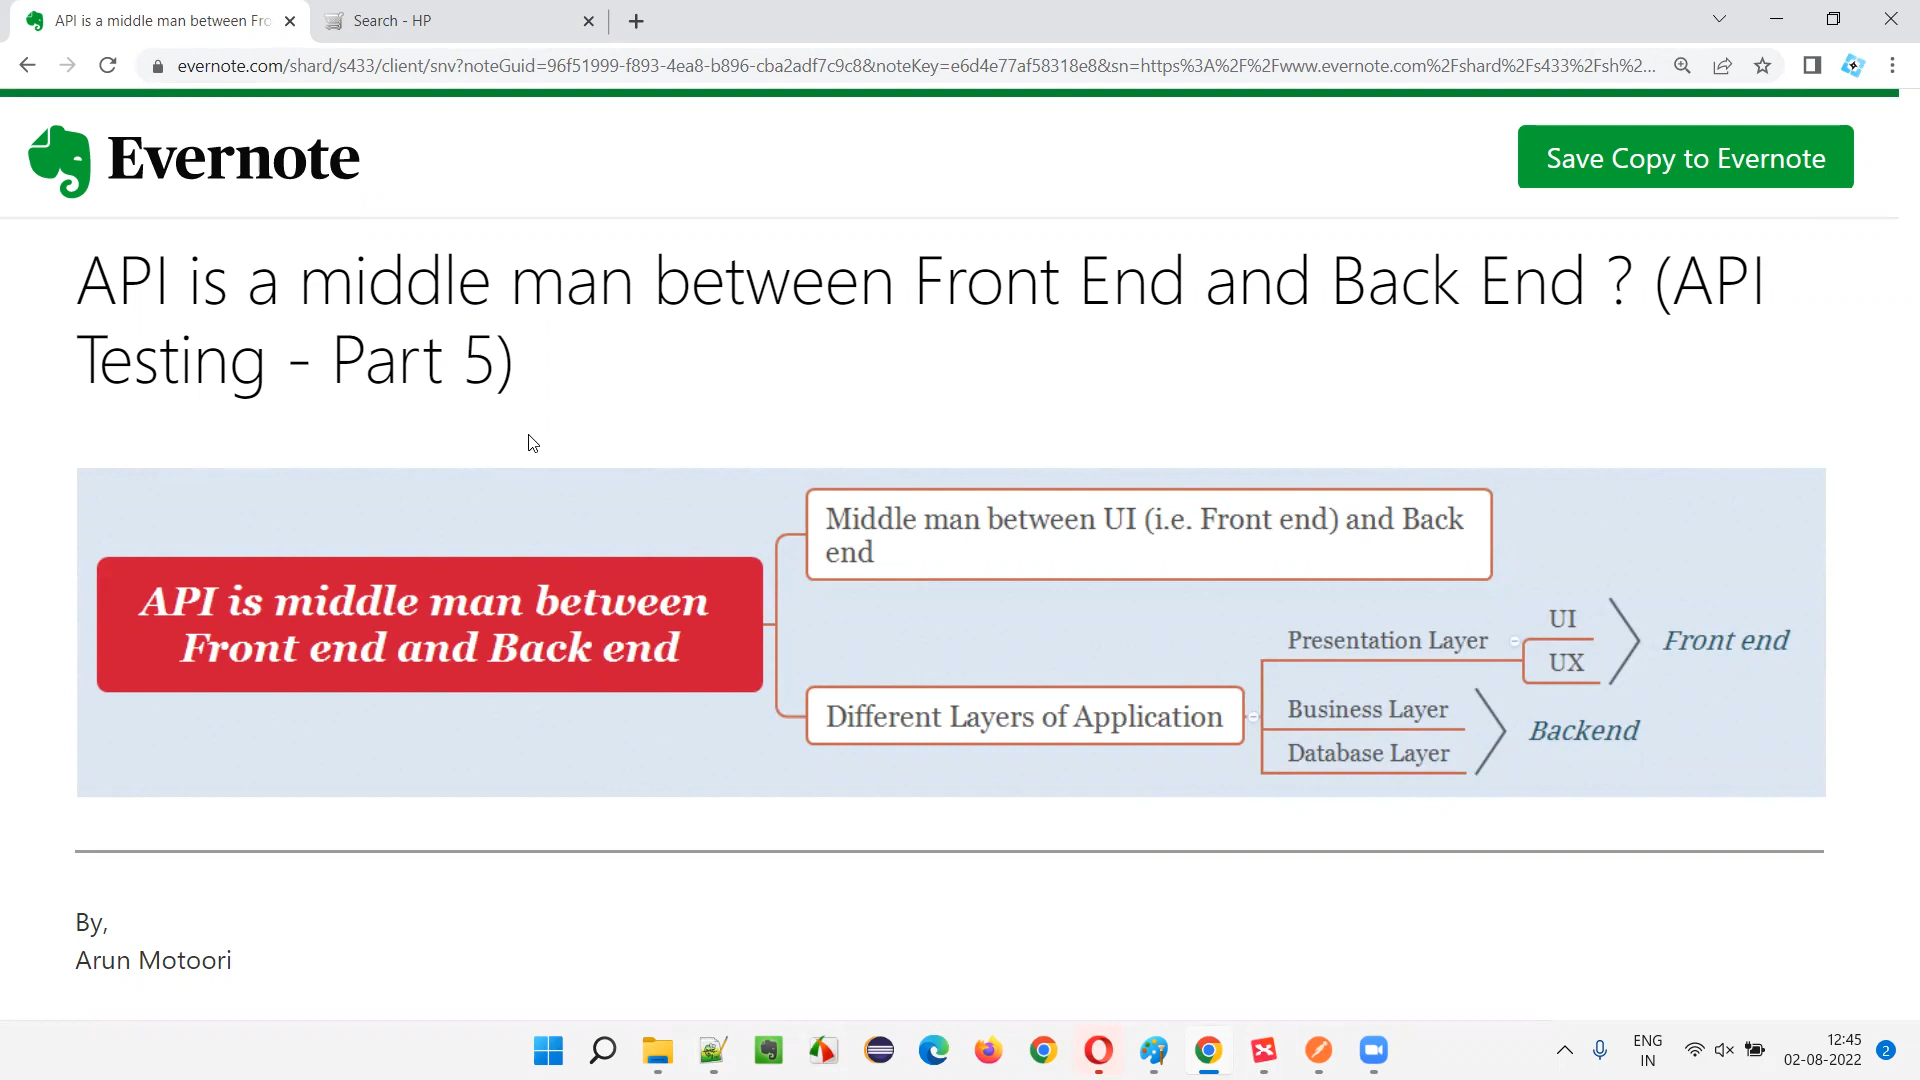 API is a middle man between Fro
Search - HP
evernote.com/shard/s433/client/snv?noteGuid=96f51999-f893-4ea8-b896-cba2adf7c9c8&noteKey=e6d4e77af58318e8&sn=https%3A%2F%2Fwww.evernote.com%2Fshard%2Fs433%2Fsh%2...
Evernote
Save Copy to Evernote
API is a middle man between Front End and Back End ? (API
Testing - Part 5)
API is middle man between
Front end and Back end
Middle man between UI (i.e. Front end) and Back
end
Different Layers of Application
Presentation Layer
UI
UX
Front end
Business Layer
Database Layer
Backend
By,
Arun Motoori
ENG
IN
12:45
02-08-2022
2